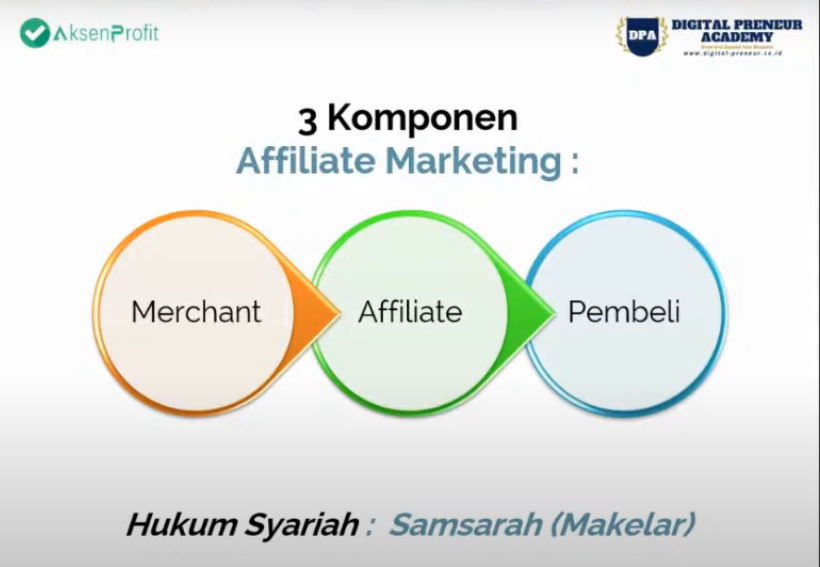 AksenProfit
DPA
DIGITAL PRENEUR
ACADEMY
www.digital-preneur.co.id
3 Komponen
Affiliate Marketing :
Merchant
Affiliate
Pembeli
Hukum Syariah : Samsarah (Makelar)